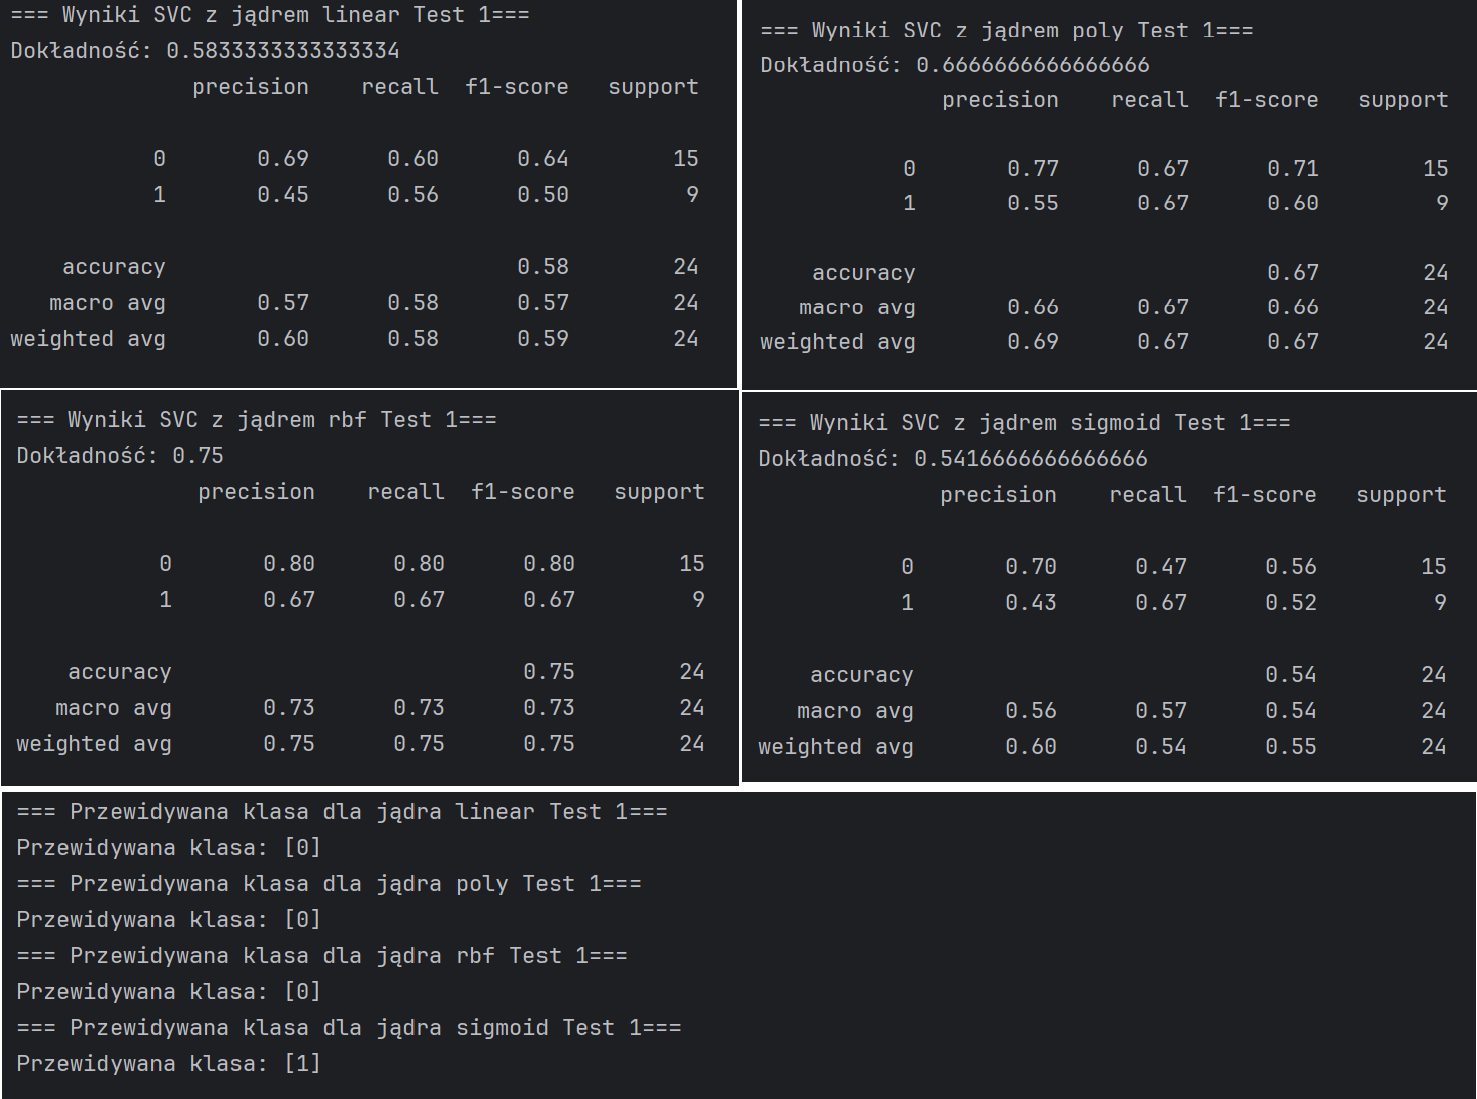 === Wyniki SVC z jądrem linear Test 1===
Dokładność: 0.5833333333333334
precision recall f1-score support
0 0.69 0.60 0.64 15
1 0.45 0.56 0.50 9
accuracy 0.58 24
macro avg 0.57 0.58 0.57 24
weighted avg 0.60 0.58 0.59 24
=== Wyniki SVC z jądrem poly Test 1===
Dokładność: 0.6666666666666666
precision recall f1-score support
0 0.77 0.67 0.71 15
1 0.55 0.67 0.60 9
accuracy 0.67 24
macro avg 0.66 0.67 0.66 24
weighted avg 0.69 0.67 0.67 24
=== Wyniki SVC z jądrem rbf Test 1===
Dokładność: 0.75
precision recall f1-score support
0 0.80 0.80 0.80 15
1 0.67 0.67 0.67 9
accuracy 0.75 24
macro avg 0.73 0.73 0.73 24
weighted avg 0.75 0.75 0.75 24
=== Wyniki SVC z jądrem sigmoid Test 1===
Dokładność: 0.5416666666666666
precision recall f1-score support
0 0.70 0.47 0.56 15
1 0.43 0.67 0.52 9
accuracy 0.54 24
macro avg 0.56 0.57 0.54 24
weighted avg 0.60 0.54 0.55 24
=== Przewidywana klasa dla jądra linear Test 1===
Przewidywana klasa: [0]
=== Przewidywana klasa dla jądra poly Test 1===
Przewidywana klasa: [0]
=== Przewidywana klasa dla jądra rbf Test 1===
Przewidywana klasa: [0]
=== Przewidywana klasa dla jądra sigmoid Test 1===
Przewidywana klasa: [1]